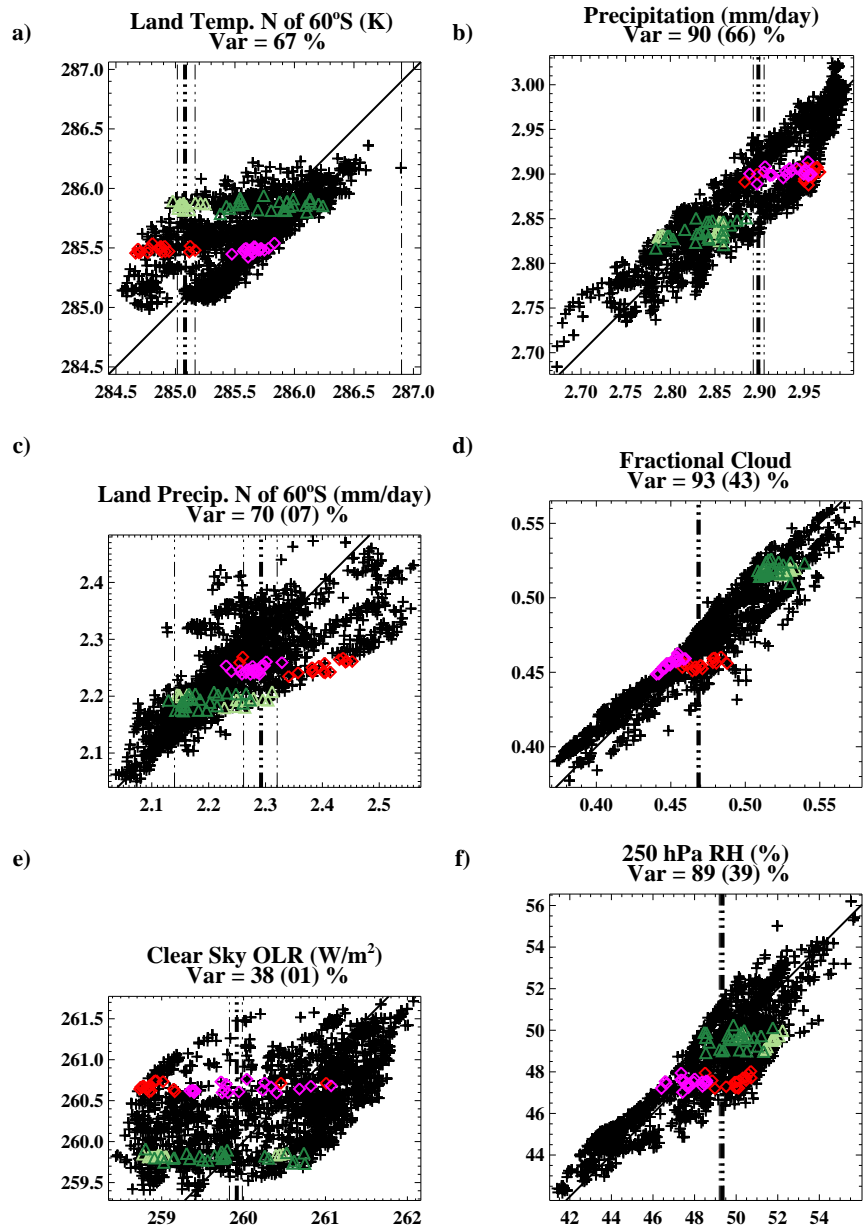 a)
Land Temp. N of 60°S (K)
Var = 67 %
287.0
286.5
286.0
285.5
285.0
284.5
284.5 285.0 285.5 286.0 286.5 287.0
b)
Precipitation (mm/day)
Var = 90 (66) %
3.00
2.95
2.90
2.85
2.80
2.75
2.70
2.70 2.75 2.80 2.85 2.90 2.95
c)
Land Precip. N of 60°S (mm/day)
Var = 70 (07) %
2.4
2.3
2.2
2.1
2.1 2.2 2.3 2.4 2.5
d)
Fractional Cloud
Var = 93 (43) %
0.55
0.50
0.45
0.40
0.40 0.45 0.50 0.55
e)
Clear Sky OLR (W/m²)
Var = 38 (01) %
261.5
261.0
260.5
260.0
259.5
259 260 261 262
f)
250 hPa RH (%)
Var = 89 (39) %
56
54
52
50
48
46
44
42 44 46 48 50 52 54